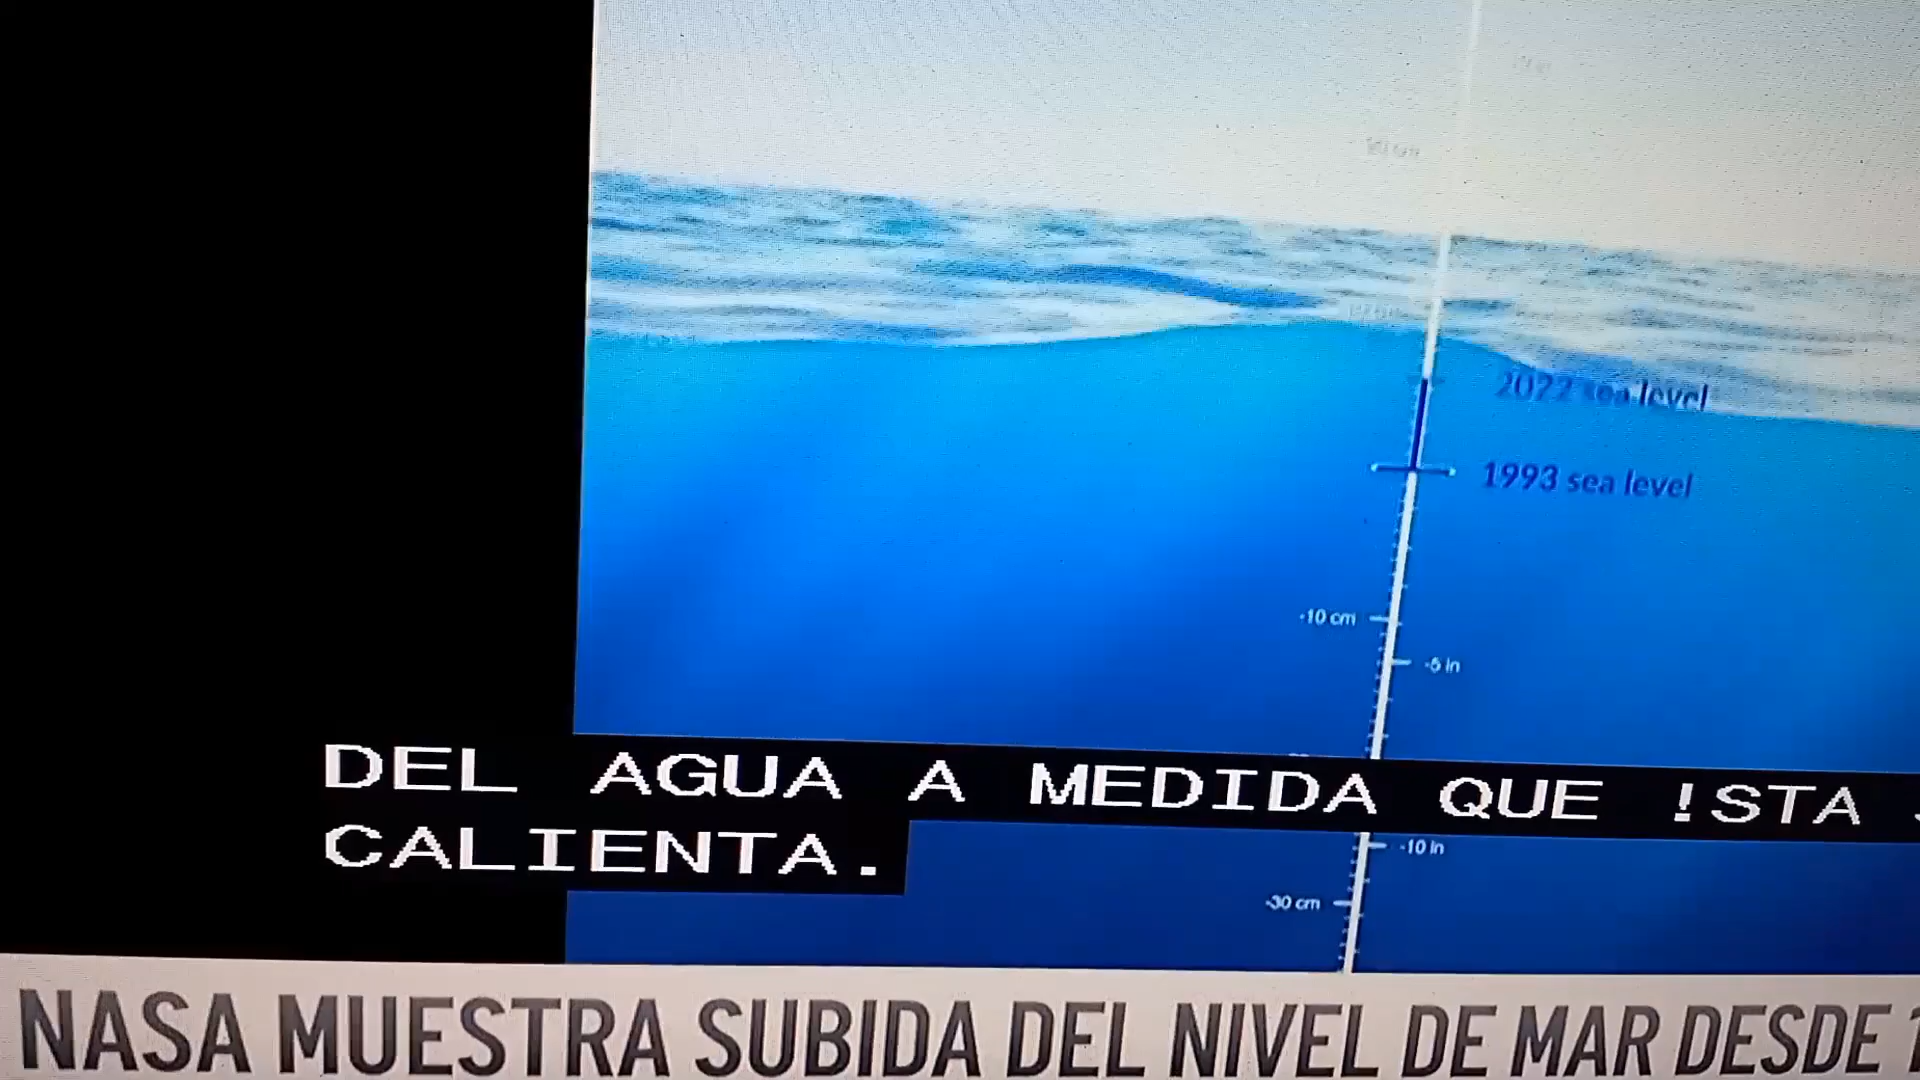 2022 sea level
1993 sea level
-10 cm
-5 in
DEL AGUA A MEDIDA QUE !STA
CALIENTA.
-10 in
-30 cm
NASA MUESTRA SUBIDA DEL NIVEL DE MAR DESDE 1